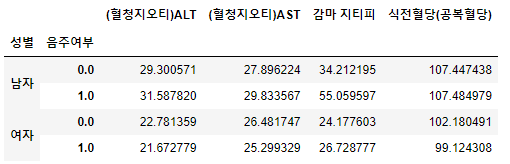 (혈청지오티)ALT (혈청지오티)AST 감마 지티피 식전혈당(공복혈당)
성별 음주여부
남자 0.0 29.300571 27.896224 34.212195 107.447438
1.0 31.587820 29.833567 55.059597 107.484979
여자 0.0 22.781359 26.481747 24.177603 102.180491
1.0 21.672779 25.299329 26.728777 99.124308